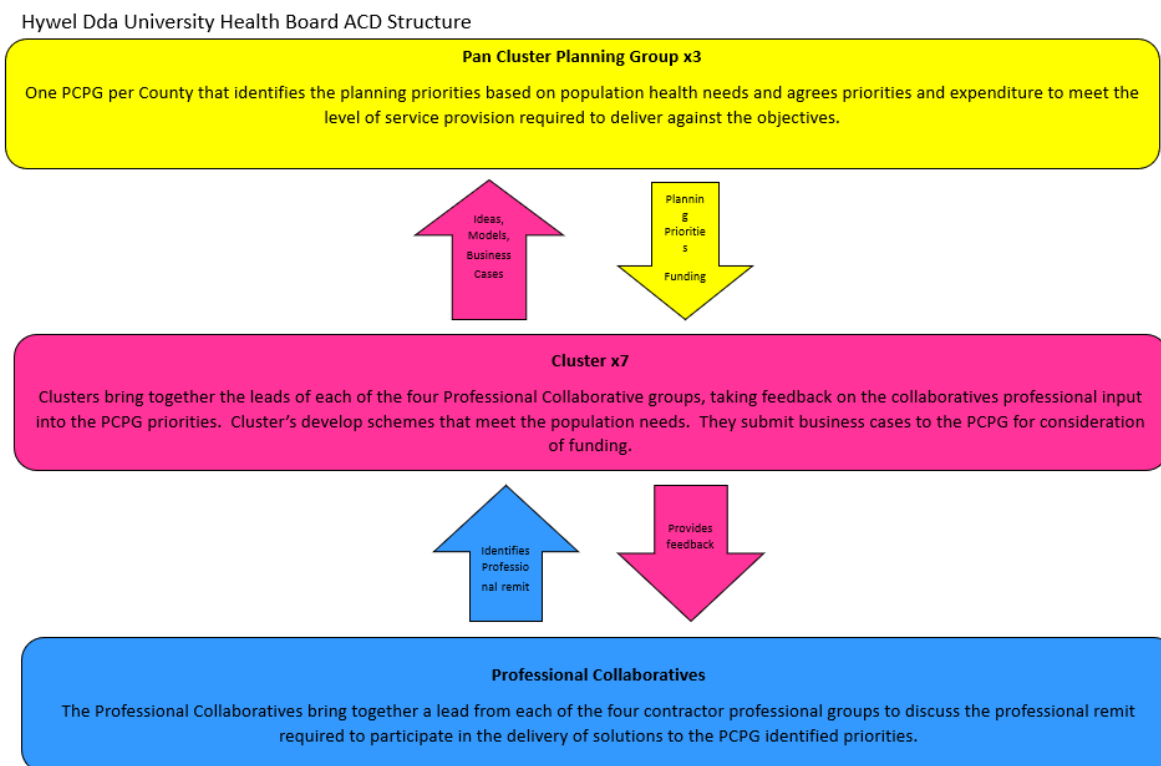 Hywel Dda University Health Board ACD Structure
Pan Cluster Planning Group x3
One PCPG per County that identifies the planning priorities based on population health needs and agrees priorities and expenditure to meet the
level of service provision required to deliver against the objectives.
Ideas,
Models,
Business
Cases
Plannin
g
Prioritie
s
Funding
Cluster x7
Clusters bring together the leads of each of the four Professional Collaborative groups, taking feedback on the collaboratives professional input
into the PCPG priorities.  Cluster's develop schemes that meet the population needs.  They submit business cases to the PCPG for consideration
of funding.
Identifies
Professio
nal remit
Provides
feedback
Professional Collaboratives
The Professional Collaboratives bring together a lead from each of the four contractor professional groups to discuss the professional remit
required to participate in the delivery of solutions to the PCPG identified priorities.